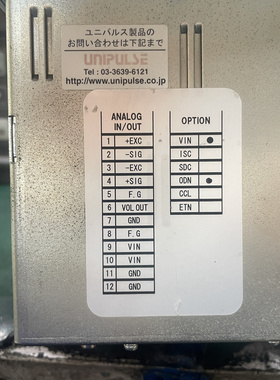 ユニパルス製品の
お問い合わせは下記まで
UNIPULSE
Tel : 03-3639-6121
http://www.unipulse.co.jp
ANALOG
IN/OUT
1 +EXC
2 -SIG
3 -EXC
4 +SIG
5 F.G
6 VOL OUT
7 GND
8 F.G
9 VIN
10 VIN
11 GND
12 GND
OPTION
VIN ●
ISC
SDC
ODN ●
CCL
ETN